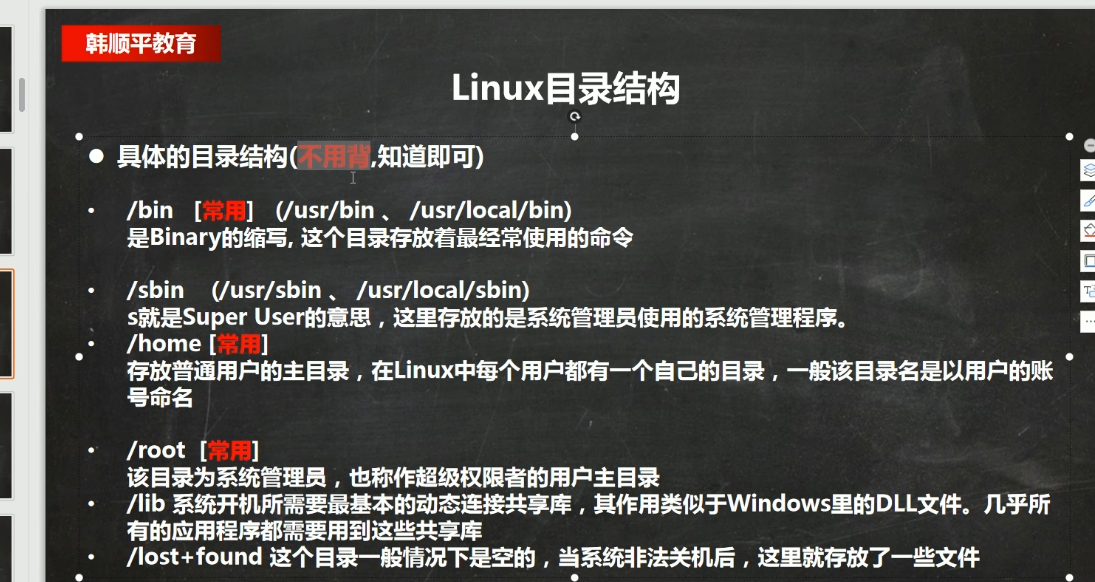 韩顺平教育
Linux目录结构
● 具体的目录结构(不用背,知道即可)
• /bin [常用] (/usr/bin 、 /usr/local/bin)
是Binary的缩写, 这个目录存放着最经常使用的命令
• /sbin (/usr/sbin 、 /usr/local/sbin)
s就是Super User的意思，这里存放的是系统管理员使用的系统管理程序。
• /home [常用]
存放普通用户的主目录，在Linux中每个用户都有一个自己的目录，一般该目录名是以用户的账
号命名
• /root [常用]
该目录为系统管理员，也称作超级权限者的用户主目录
• /lib 系统开机所需要最基本的动态连接共享库，其作用类似于Windows里的DLL文件。几乎所
有的应用程序都需要用到这些共享库
• /lost+found 这个目录一般情况下是空的，当系统非法关机后，这里就存放了一些文件